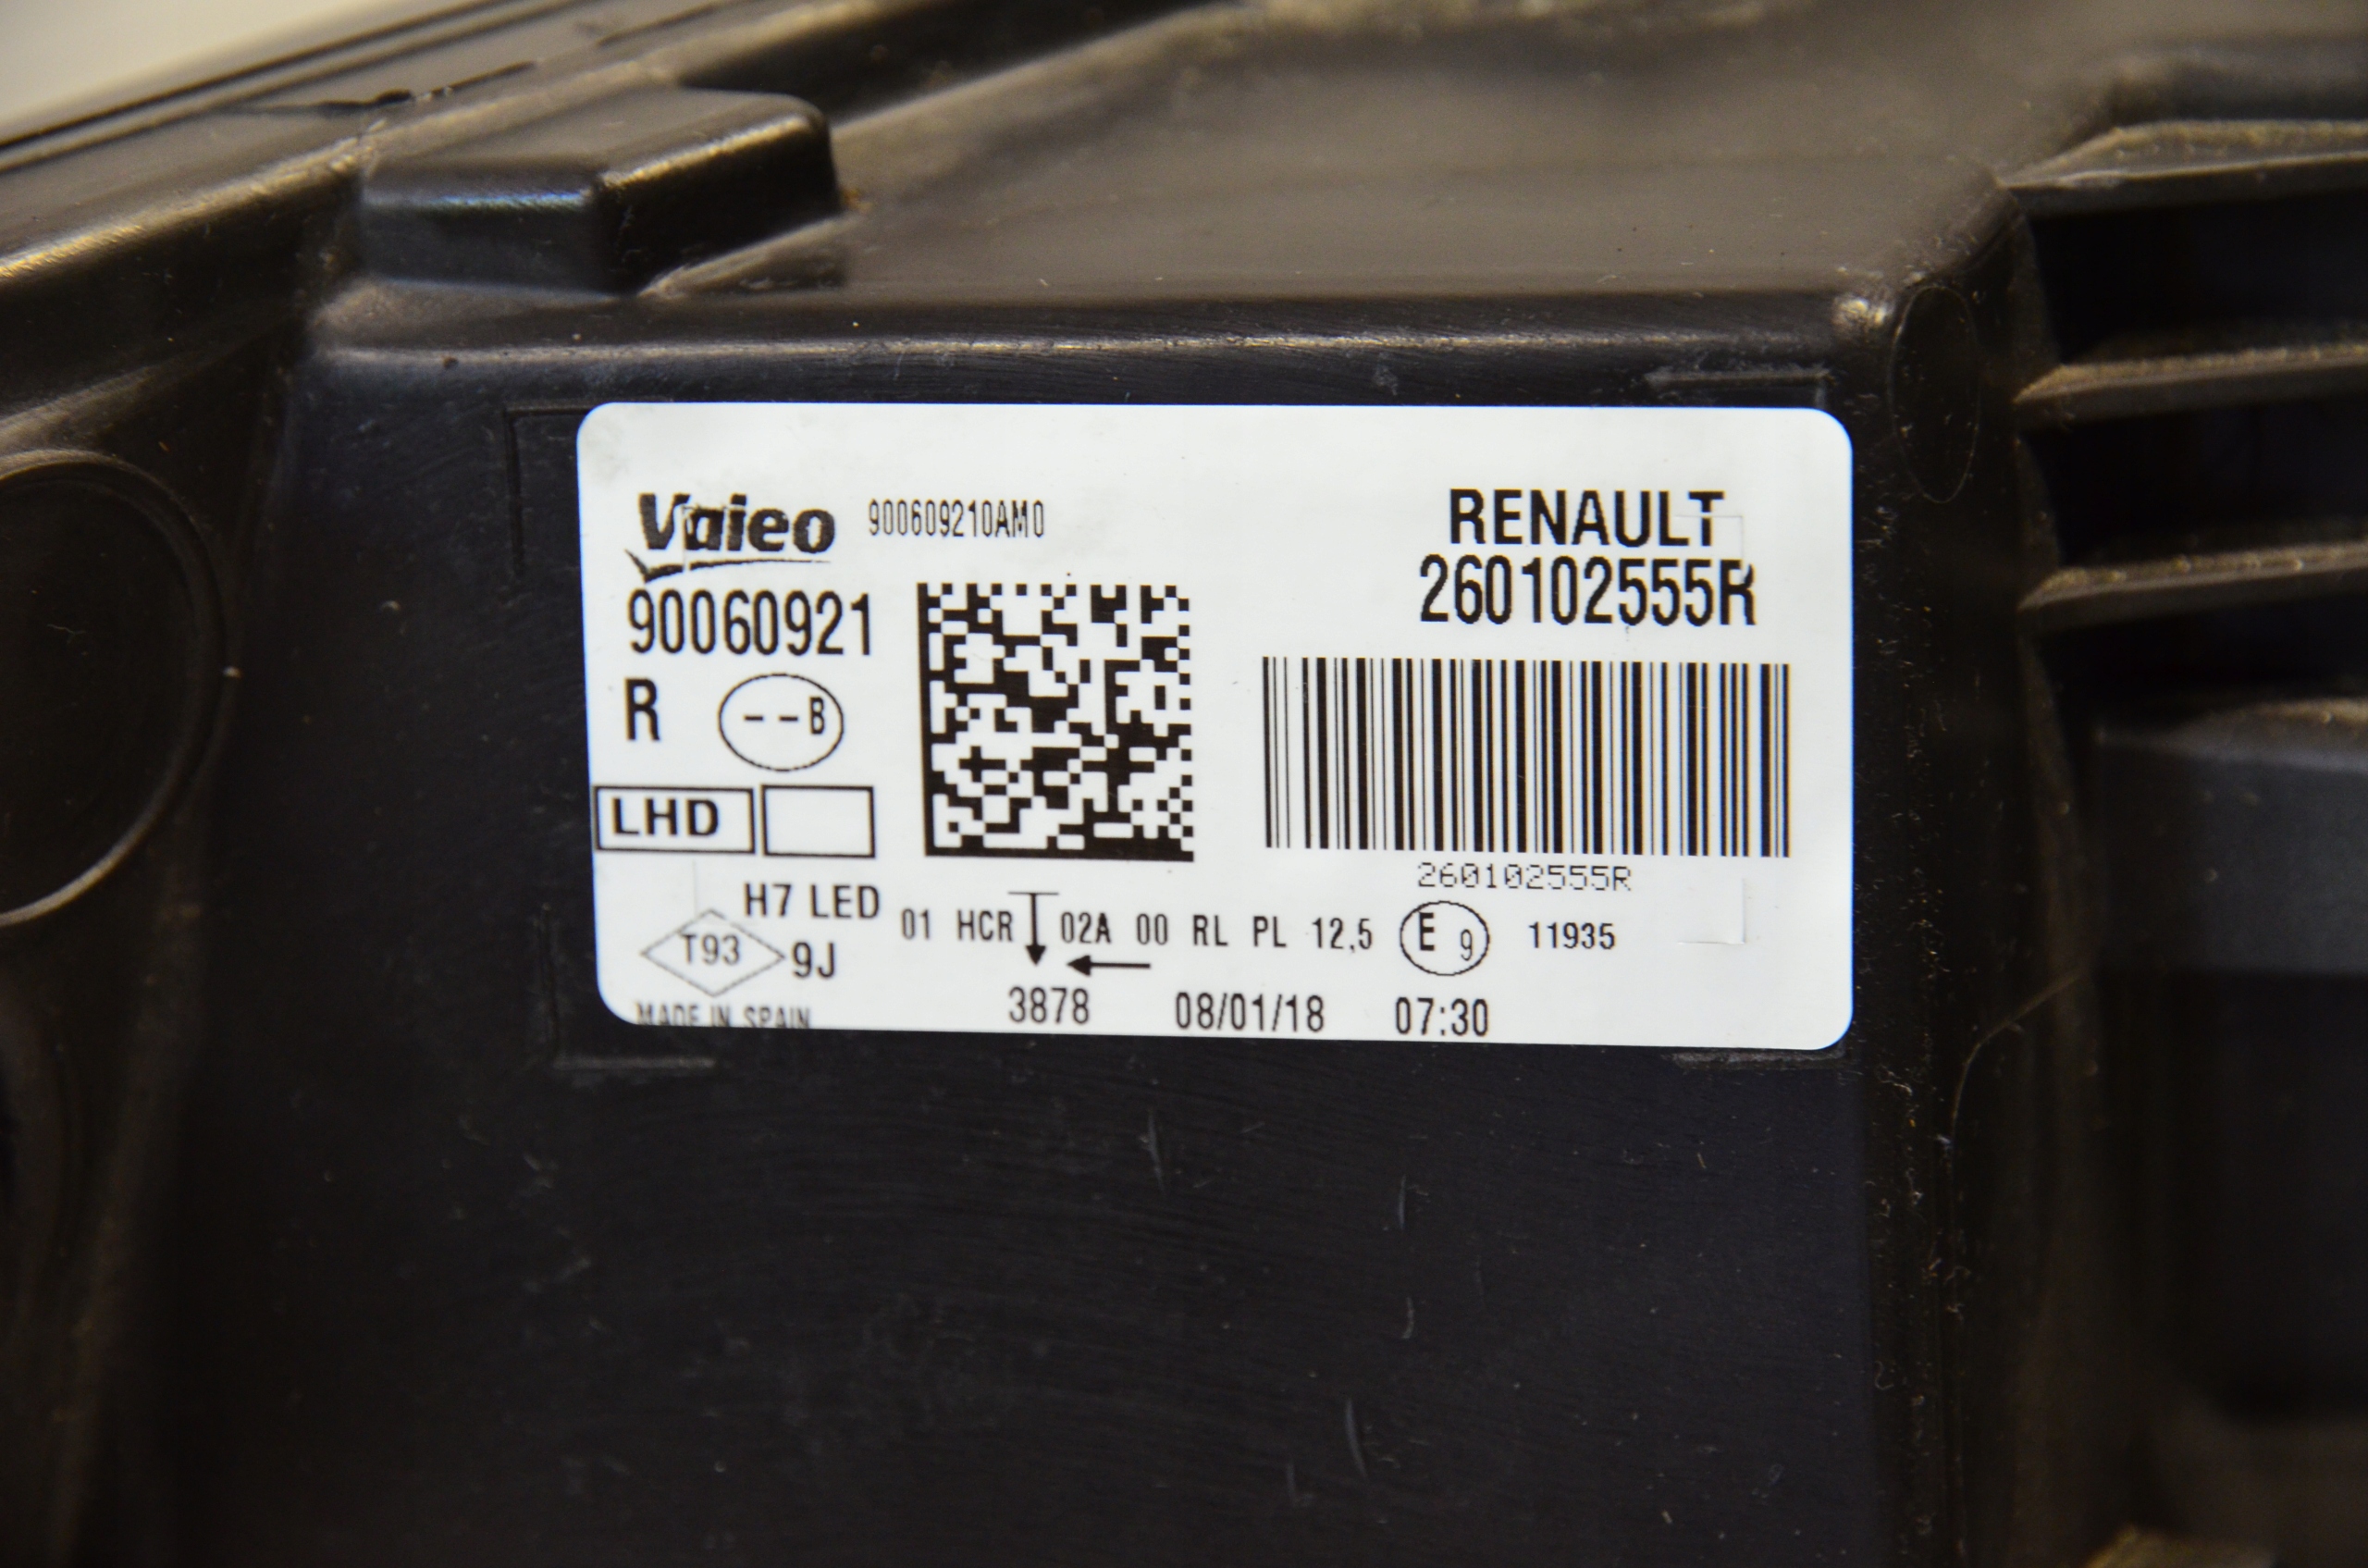 Valeo 900609210AM0
RENAULT
260102555R
90060921
R --B
LHD
260102555R
H7 LED
01 HCR 02A 00 RL PL 12,5 E 9 11935
T93 9J
MADE IN SPAIN 3878 08/01/18 07:30